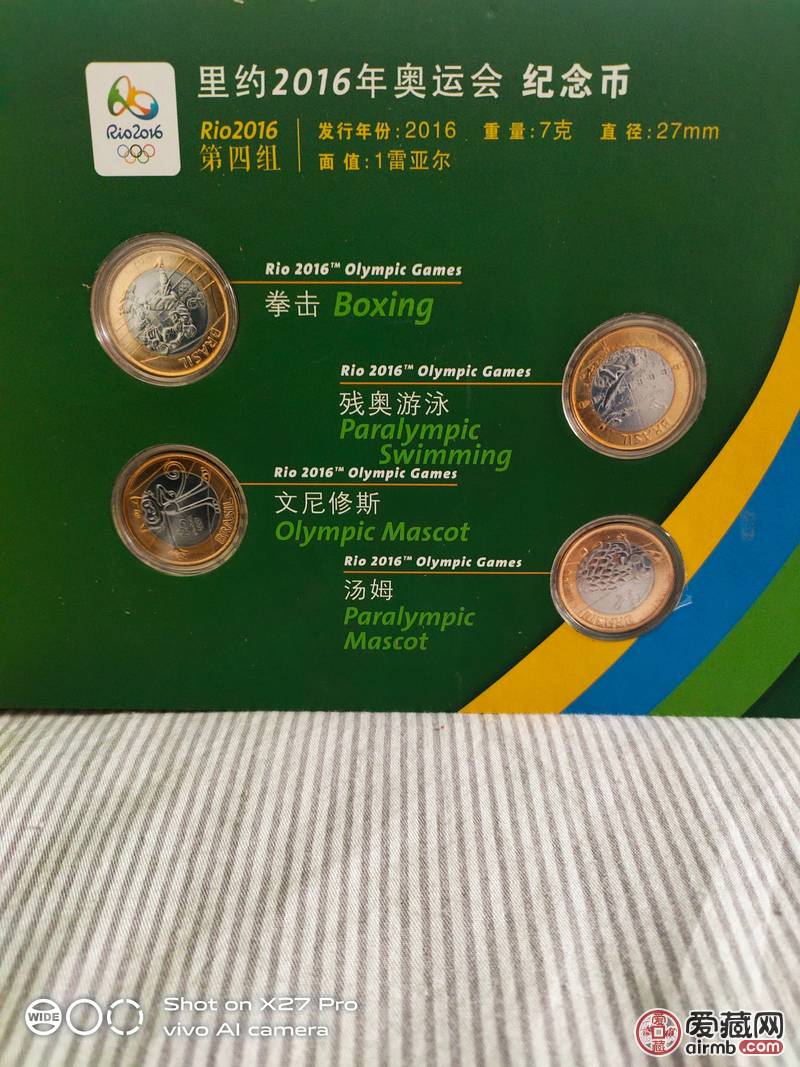 里约2016年奥运会 纪念币
Rio2016
Rio2016
第四组
发行年份:2016 重量:7克 直径:27mm
面值:1雷亚尔
Rio 2016™ Olympic Games
拳击 Boxing
BRASIL
Rio 2016™ Olympic Games
残奥游泳
Paralympic
Swimming
BRASIL
Rio 2016™ Olympic Games
文尼修斯
Olympic Mascot
BRASIL
Rio 2016™ Olympic Games
汤姆
Paralympic
Mascot
BRASIL
WIDE
Shot on X27 Pro
vivo AI camera
爱藏网
airmb.com